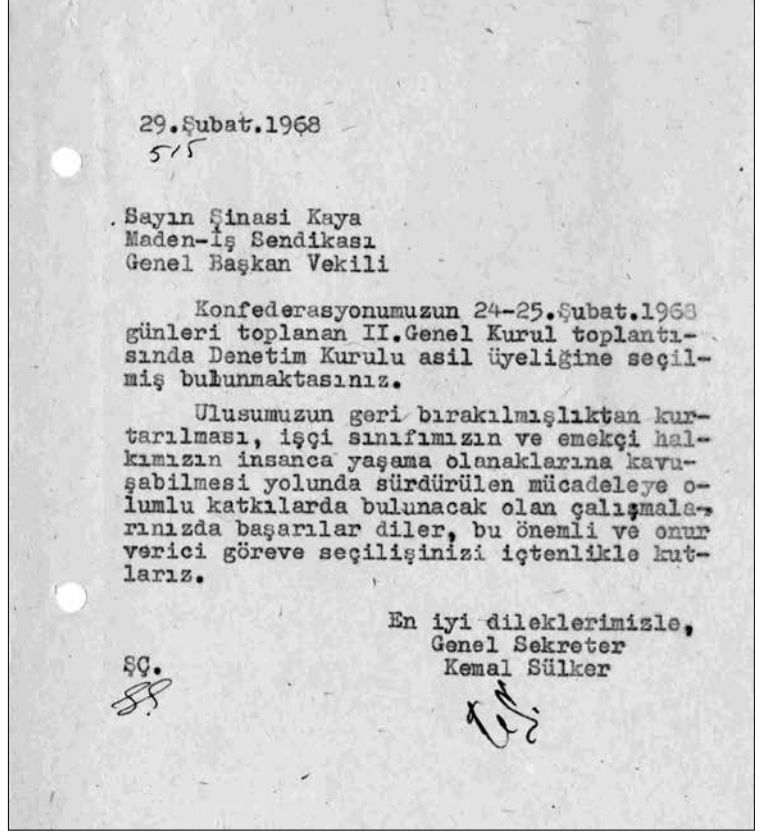 29.Şubat.1968
515
Sayın Şinasi Kaya
Maden-İş Sendikası
Genel Başkan Vekili
Konfederasyonumuzun 24-25.Şubat.1968
günleri toplanan II.Genel Kurul toplantı-
sında Denetim Kurulu asil üyeliğine seçil-
miş bulunmaktasınız.
Ulusumuzun geri bırakılmışlıktan kur-
tarılması, işçi sınıfımızın ve emekçi hal-
kımızın insanca yaşama olanaklarına kavu-
şabilmesi yolunda sürdürülen mücadeleye o-
lumlu katkılarda bulunacak olan çalışmala-
rınızda başarılar diler, bu önemli ve onur
verici göreve seçilişinizi içtenlikle kut-
larız.
En iyi dileklerimizle,
Genel Sekreter
ŞÇ. Kemal Sülker